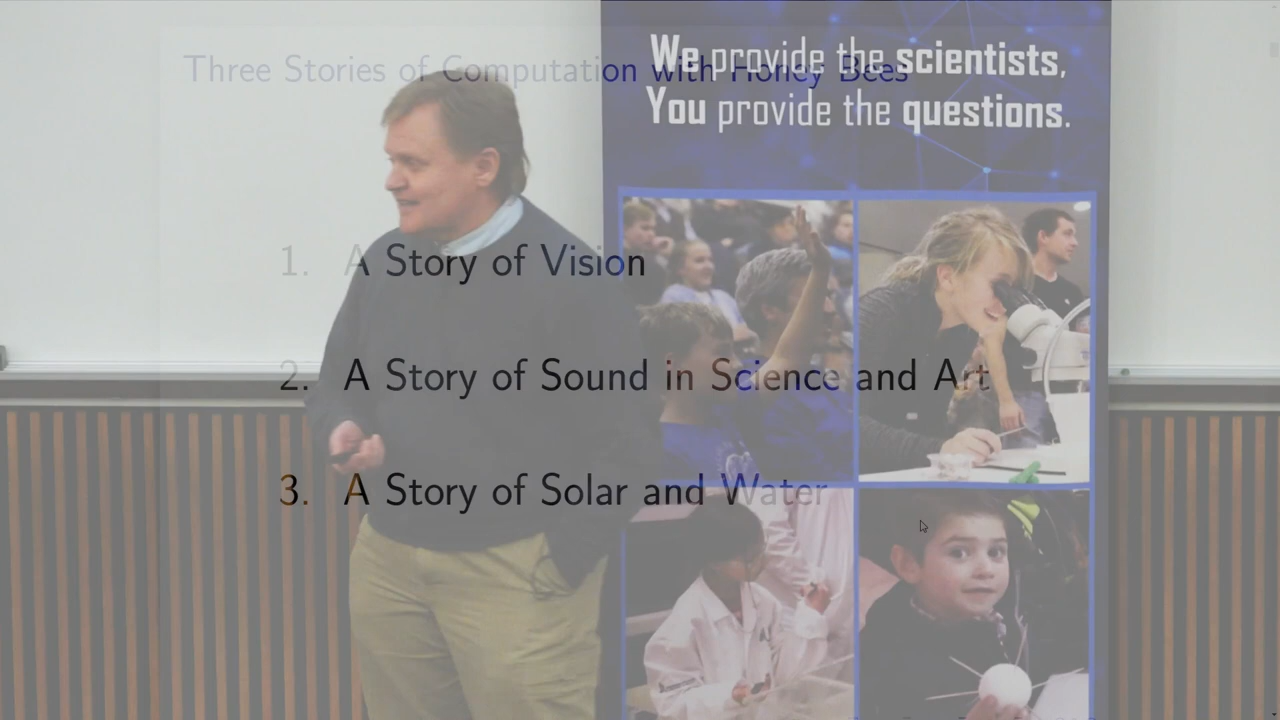 We provide the scientists,
You provide the questions.
Three Stories of Computation with Honey Bees
1. A Story of Vision
2. A Story of Sound in Science and Art
3. A Story of Solar and Water